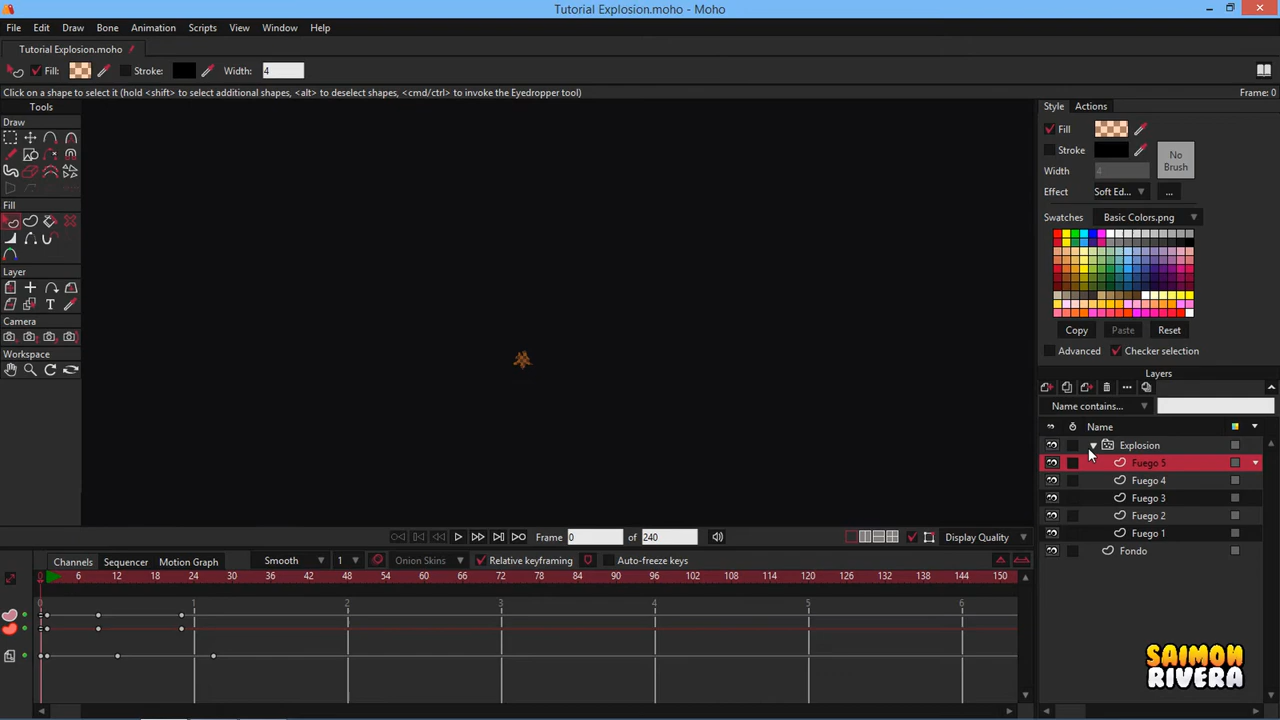 Tutorial Explosion.moho - Moho
File Edit Draw Bone Animation Scripts View Window Help
Tutorial Explosion.moho
Fill: Stroke: Width: 4
Click on a shape to select it (hold <shift> to select additional shapes, <alt> to deselect shapes, <cmd/ctrl> to invoke the Eyedropper tool) Frame: 0
Tools
Draw
Fill
Layer
Camera
Workspace
Style Actions
Fill
Stroke
No Brush
Width 4
Effect Soft Ed... ...
Swatches Basic Colors.png
Copy Paste Reset
Advanced Checker selection
Layers
Name contains...
Name
Explosion
Fuego 5
Fuego 4
Fuego 3
Fuego 2
Fuego 1
Fondo
Frame 0 of 240 Display Quality
Channels Sequencer Motion Graph Smooth 1 Onion Skins Relative keyframing Auto-freeze keys
0 6 12 18 24 30 36 42 48 54 60 66 72 78 84 90 96 102 108 114 120 126 132 138 144 150
0 1 2 3 4 5 6
SAIMON
RIVERA